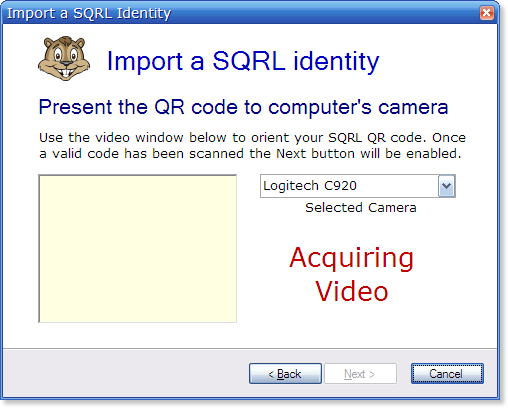 Import a SQRL Identity
Import a SQRL identity
Present the QR code to computer's camera
Use the video window below to orient your SQRL QR code. Once
a valid code has been scanned the Next button will be enabled.
Logitech C920
Selected Camera
Acquiring
Video
< Back
Next >
Cancel